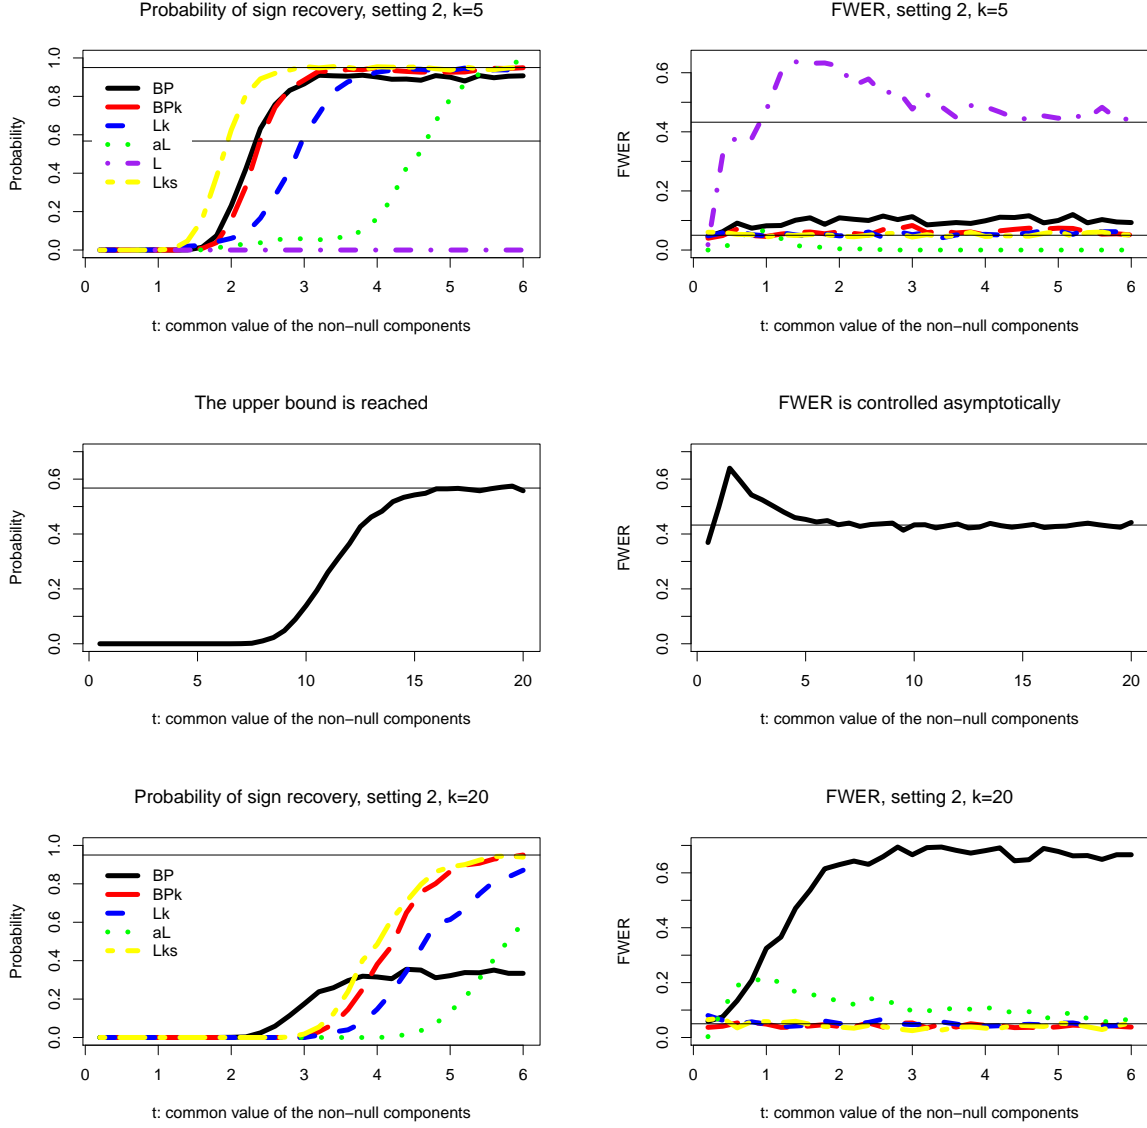 Probability of sign recovery, setting 2, k=5
Probability
0.0 0.2 0.4 0.6 0.8 1.0
BP
BPk
Lk
aL
L
Lks
0 1 2 3 4 5 6
t: common value of the non−null components
FWER, setting 2, k=5
FWER
0.0 0.2 0.4 0.6
0 1 2 3 4 5 6
t: common value of the non−null components
The upper bound is reached
Probability
0.0 0.2 0.4 0.6
0 5 10 15 20
t: common value of the non−null components
FWER is controlled asymptotically
FWER
0.0 0.2 0.4 0.6
0 5 10 15 20
t: common value of the non−null components
Probability of sign recovery, setting 2, k=20
Probability
0.0 0.2 0.4 0.6 0.8 1.0
BP
BPk
Lk
aL
Lks
0 1 2 3 4 5 6
t: common value of the non−null components
FWER, setting 2, k=20
FWER
0.0 0.2 0.4 0.6
0 1 2 3 4 5 6
t: common value of the non−null components